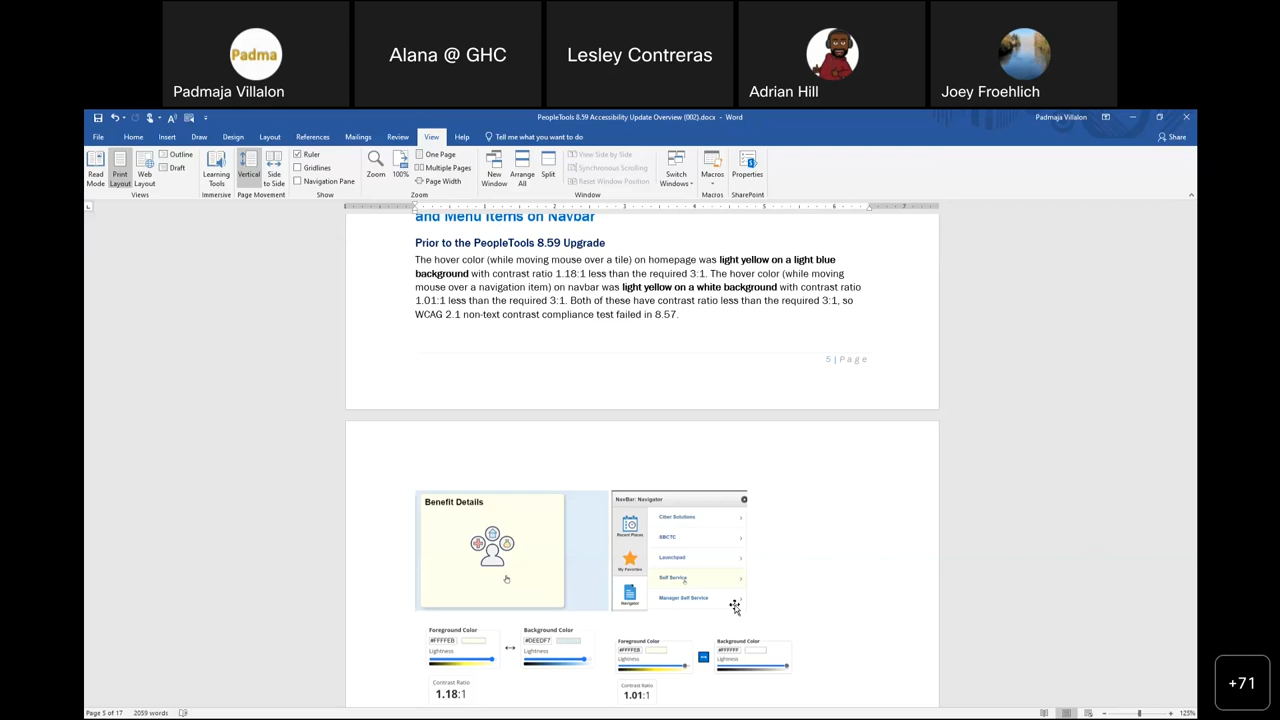 Padma
Padmaja Villalon
Alana @ GHC
Lesley Contreras
Adrian Hill
Joey Froehlich
PeopleTools 8.59 Accessibility Update Overview (002).docx - Word
Padmaja Villalon
File Home Insert Draw Design Layout References Mailings Review View Help Tell me what you want to do
Share
Read Mode
Print Layout
Web Layout
Outline
Draft
Views
Learning Tools
Immersive
Vertical
Side to Side
Page Movement
Ruler
Gridlines
Navigation Pane
Show
Zoom
100%
One Page
Multiple Pages
Page Width
Zoom
New Window
Arrange All
Split
View Side by Side
Synchronous Scrolling
Reset Window Position
Window
Switch Windows
Macros
Macros
Properties
SharePoint
and Menu Items on Navbar
Prior to the PeopleTools 8.59 Upgrade
The hover color (while moving mouse over a tile) on homepage was light yellow on a light blue
background with contrast ratio 1.18:1 less than the required 3:1. The hover color (while moving
mouse over a navigation item) on navbar was light yellow on a white background with contrast ratio
1.01:1 less than the required 3:1. Both of these have contrast ratio less than the required 3:1, so
WCAG 2.1 non-text contrast compliance test failed in 8.57.
5 | Page
Benefit Details
NavBar: Navigator
Recent Places
My Favorites
Navigator
Ciber Solutions
SBCTC
Launchpad
Self Service
Manager Self Service
Foreground Color
#FFFFEB
Lightness
Background Color
#DEEDF7
Lightness
Contrast Ratio
1.18:1
Foreground Color
#FFFFEB
Lightness
Background Color
#FFFFFF
Lightness
Contrast Ratio
1.01:1
+71
Page 5 of 17 2059 words
125%